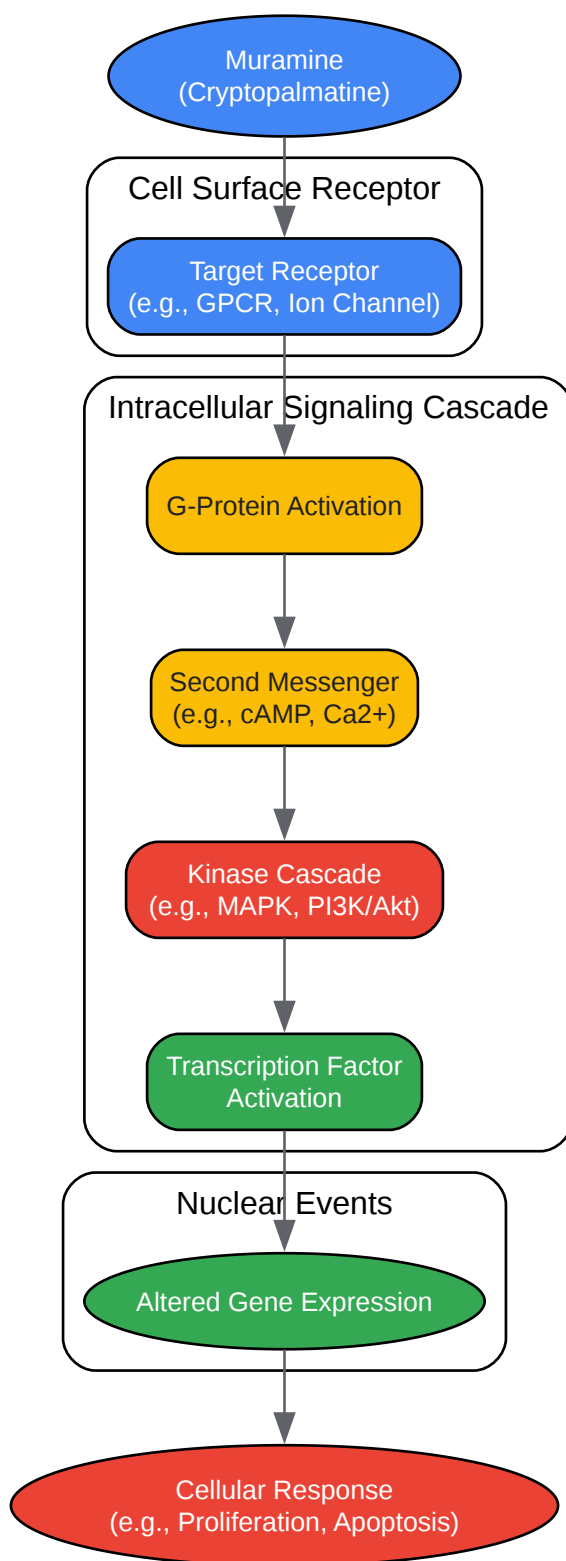 Muramine
(Cryptopalmatine)
Cell Surface Receptor
Target Receptor
(e.g., GPCR, Ion Channel)
Intracellular Signaling Cascade
G-Protein Activation
Second Messenger
(e.g., cAMP, Ca2+)
Kinase Cascade
(e.g., MAPK, PI3K/Akt)
Transcription Factor
Activation
Nuclear Events
Altered Gene Expression
Cellular Response
(e.g., Proliferation, Apoptosis)